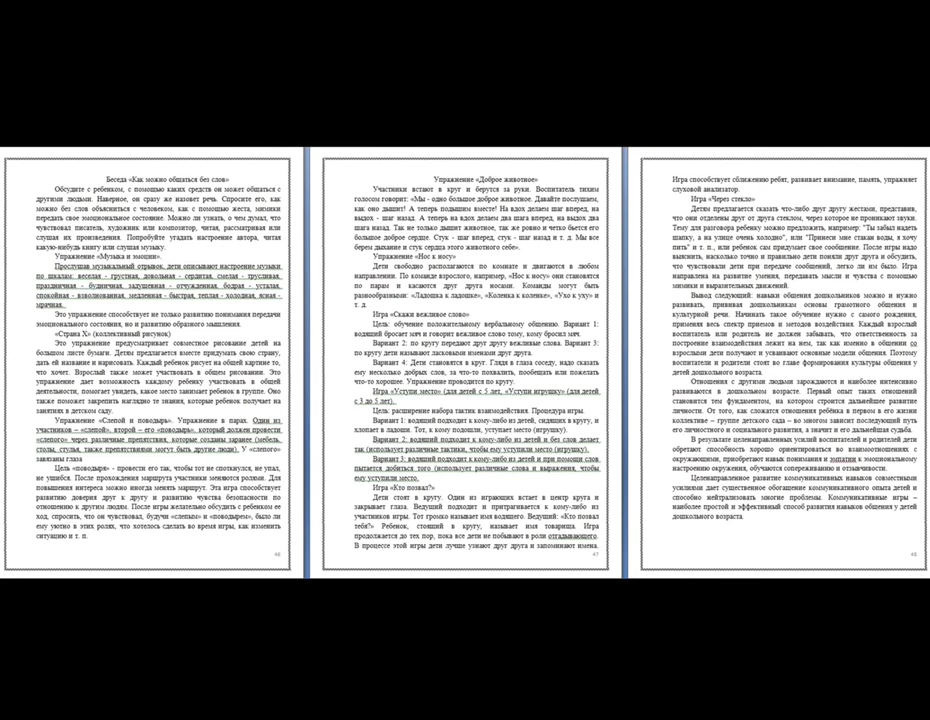 Беседа «Как можно общаться без слов»
Обсудите с ребенком, с помощью каких средств он может общаться с
другими людьми. Наверное, он сразу же назовет речь. Спросите его, как
можно без слов объясниться с человеком, как с помощью жеста, мимики
передать свое эмоциональное состояние. Можно ли узнать, о чем думал, что
чувствовал писатель, художник или композитор, читая, рассматривая или
слушая их произведения. Попробуйте угадать настроение автора, читая
какую-нибудь книгу или слушая музыку.
Упражнение «Музыка и эмоции».
Прослушав музыкальный отрывок, дети описывают настроение музыки
по шкалам: веселая - грустная, довольная - сердитая, смелая - трусливая,
праздничная - будничная, задушевная - отчужденная, бодрая - усталая,
спокойная - взволнованная, медленная - быстрая, теплая - холодная, ясная -
мрачная.
Это упражнение способствует не только развитию понимания передачи
эмоционального состояния, но и развитию образного мышления.
«Страна Х» (коллективный рисунок)
Это упражнение предусматривает совместное рисование детей на
большом листе бумаги. Детям предлагается вместе придумать свою страну,
дать ей название и нарисовать. Каждый ребенок рисует на общей картине то,
что хочет. Взрослый также может участвовать в общем рисовании. Это
упражнение дает возможность каждому ребенку участвовать в общей
деятельности, помогает увидеть, какое место занимает ребенок в группе. Оно
также поможет закрепить наглядно те знания, которые ребенок получает на
занятиях в детском саду.
Упражнение «Слепой и поводырь» Упражнение в парах. Один из
участников – «слепой», второй – его «поводырь», который должен провести
«слепого» через различные препятствия, которые созданы заранее (мебель,
столы, стулья, также препятствиями могут быть другие люди). У «слепого»
завязаны глаза
Цель «поводыря» - провести его так, чтобы тот не споткнулся, не упал,
не ушибся. После прохождения маршрута участники меняются ролями. Для
повышения интереса можно иногда менять маршрут. Эта игра способствует
развитию доверия друг к другу и развитию чувства безопасности по
отношению к другим людям. После игры желательно обсудить с ребенком ее
ход, спросить, что он чувствовал, будучи «слепым» и «поводырем», было ли
ему уютно в этих ролях, что хотелось сделать во время игры, как изменить
ситуацию и т. п.
46
Упражнение «Доброе животное»
Участники встают в круг и берутся за руки. Воспитатель тихим
голосом говорит: «Мы - одно большое доброе животное. Давайте послушаем,
как оно дышит! А теперь подышим вместе! На вдох делаем шаг вперед, на
выдох - шаг назад. А теперь на вдох делаем два шага вперед, на выдох два
шага назад. Так не только дышит животное, так же ровно и четко бьется его
большое доброе сердце. Стук - шаг вперед, стук - шаг назад и т. д. Мы все
берем дыхание и стук сердца этого животного себе».
Упражнение «Нос к носу»
Дети свободно располагаются по комнате и двигаются в любом
направлении. По команде взрослого, например, «Нос к носу» они становятся
по парам и касаются друг друга носами. Команды могут быть
разнообразными: «Ладошка к ладошке», «Коленка к коленке», «Ухо к уху» и
т. д.
Игра «Скажи вежливое слово»
Цель: обучение положительному вербальному общению. Вариант 1:
водящий бросает мяч и говорит вежливое слово тому, кому бросил мяч.
Вариант 2: по кругу передают друг другу вежливые слова. Вариант 3:
по кругу дети называют ласковыми именами друг друга.
Вариант 4: Дети становятся в круг. Глядя в глаза соседу, надо сказать
ему несколько добрых слов, за что-то похвалить, пообещать или пожелать
что-то хорошее. Упражнение проводится по кругу.
Игра «Уступи место» (для детей с 5 лет, «Уступи игрушку» (для детей
с 3 до 5 лет).
Цель: расширение набора тактик взаимодействия. Процедура игры.
Вариант 1: водящий подходит к кому-либо из детей, сидящих в кругу, и
хлопает в ладоши. Тот, к кому подошли, уступает место (игрушку).
Вариант 2: водящий подходит к кому-либо из детей и без слов делает
так (использует различные тактики, чтобы ему уступили место (игрушку).
Вариант 3: водящий подходит к кому-либо из детей и при помощи слов
пытается добиться того (использует различные слова и выражения, чтобы
ему уступили место.
Игра «Кто позвал?»
Дети стоят в кругу. Один из играющих встает в центр круга и
закрывает глаза. Ведущий подходит и притрагивается к кому-либо из
участников игры. Тот громко называет имя водящего. Ведущий: «Кто позвал
тебя?» Ребенок, стоявший в кругу, называет имя товарища. Игра
продолжается до тех пор, пока все дети не побывают в роли отгадывающего.
В процессе этой игры дети лучше узнают друг друга и запоминают имена.
47
Игра способствует сближению ребят, развивает внимание, память, упражняет
слуховой анализатор.
Игра «Через стекло»
Детям предлагается сказать что-либо друг другу жестами, представив,
что они отделены друг от друга стеклом, через которое не проникают звуки.
Тему для разговора ребенку можно предложить, например: "Ты забыл надеть
шапку, а на улице очень холодно", или "Принеси мне стакан воды, я хочу
пить" и т. п., или ребенок сам придумает свое сообщение. После игры надо
выяснить, насколько точно и правильно дети поняли друг друга и обсудить,
что чувствовали дети при передаче сообщений, легко ли им было. Игра
направлена на развитие умения, передавать мысли и чувства с помощью
мимики и выразительных движений.
Вывод следующий: навыки общения дошкольников можно и нужно
развивать, прививая дошкольникам основы грамотного общения и
культурной речи. Начинать такое обучение нужно с самого рождения,
применяя весь спектр приемов и методов воздействия. Каждый взрослый
воспитатель или родитель не должен забывать, что ответственность за
построение взаимодействия лежит на нем, так как именно в общении со
взрослыми дети получают и усваивают основные модели общения. Поэтому
воспитатели и родители стоят во главе формирования культуры общения у
детей дошкольного возраста.
Отношения с другими людьми зарождаются и наиболее интенсивно
развиваются в дошкольном возрасте. Первый опыт таких отношений
становится тем фундаментом, на котором строится дальнейшее развитие
личности. От того, как сложатся отношения ребёнка в первом в его жизни
коллективе – группе детского сада – во многом зависит последующий путь
его личностного и социального развития, а значит и его дальнейшая судьба.
В результате целенаправленных усилий воспитателей и родителей дети
обретают способность хорошо ориентироваться во взаимоотношениях с
окружающими, приобретают навык понимания и эмпатии к эмоциональному
настроению окружения, обучаются сопереживанию и отзывчивости.
Целенаправленное развитие коммуникативных навыков совместными
усилиями дает существенное обогащение коммуникативного опыта детей и
способно нейтрализовать многие проблемы. Коммуникативные игры –
наиболее простой и эффективный способ развития навыков общения у детей
дошкольного возраста.
48